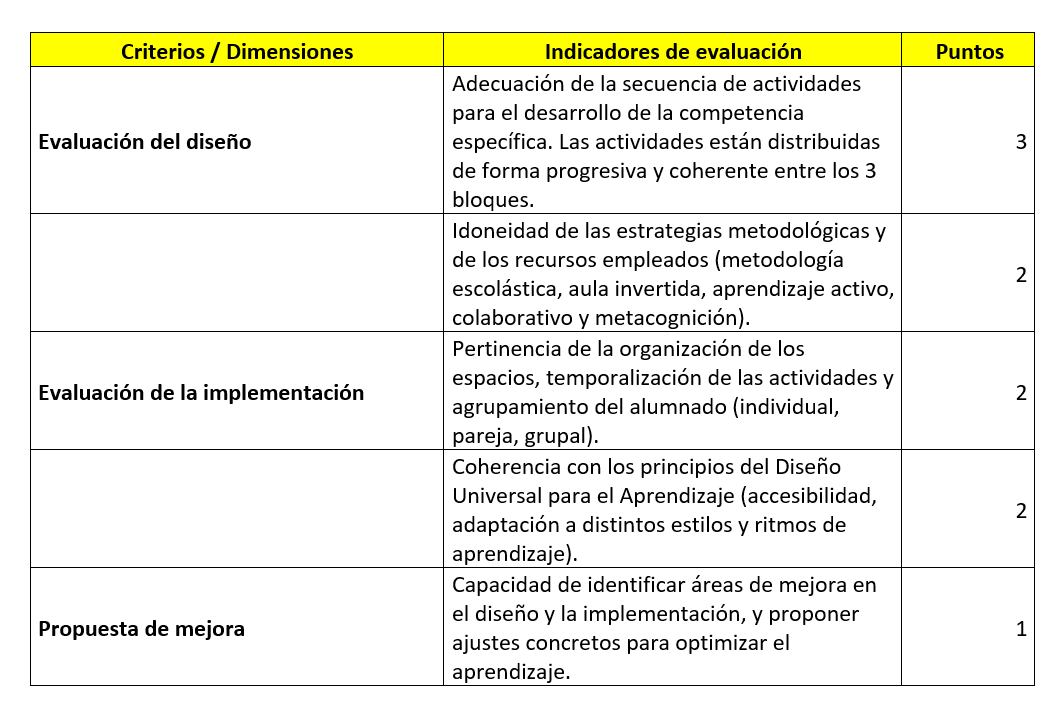 Criterios / Dimensiones
Indicadores de evaluación
Puntos
Evaluación del diseño
Adecuación de la secuencia de actividades
para el desarrollo de la competencia
específica. Las actividades están distribuidas
de forma progresiva y coherente entre los 3
bloques.
3
Idoneidad de las estrategias metodológicas y
de los recursos empleados (metodología
escolástica, aula invertida, aprendizaje activo,
colaborativo y metacognición).
2
Evaluación de la implementación
Pertinencia de la organización de los
espacios, temporalización de las actividades y
agrupamiento del alumnado (individual,
pareja, grupal).
2
Coherencia con los principios del Diseño
Universal para el Aprendizaje (accesibilidad,
adaptación a distintos estilos y ritmos de
aprendizaje).
2
Propuesta de mejora
Capacidad de identificar áreas de mejora en
el diseño y la implementación, y proponer
ajustes concretos para optimizar el
aprendizaje.
1